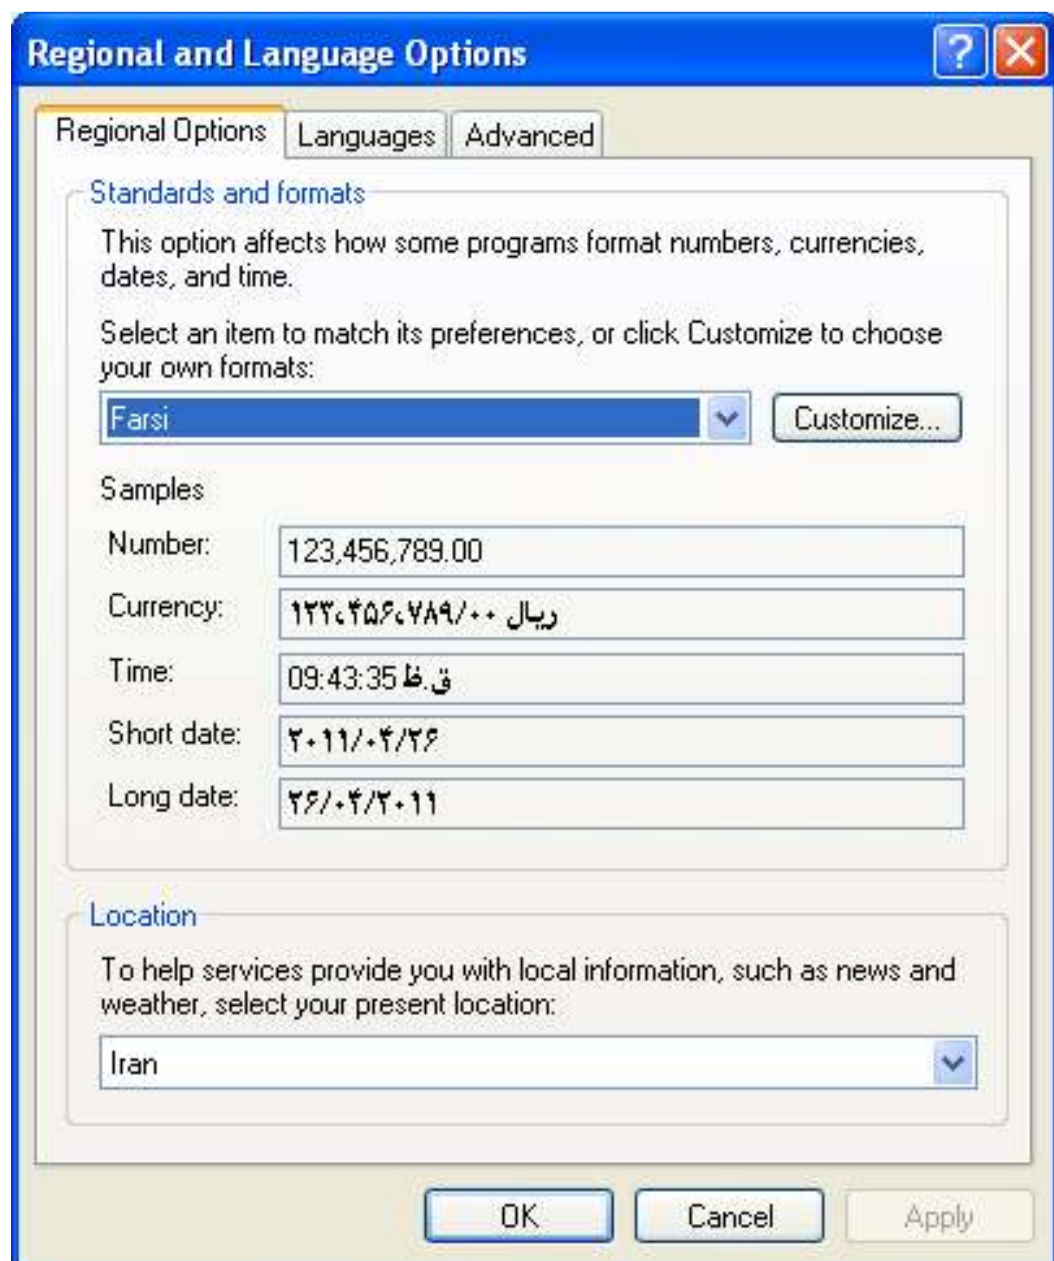 Regional and Language Options
Regional Options Languages Advanced
Standards and formats
This option affects how some programs format numbers, currencies,
dates, and time.
Select an item to match its preferences, or click Customize to choose
your own formats:
Farsi Customize...
Samples
Number: 123,456,789.00
Currency: ریال ۱۲۳،۴۵۶،۷۸۹/۰۰
Time: 09:43:35 ق.ظ
Short date: ۲۰۱۱/۰۴/۲۶
Long date: ۲۶/۰۴/۲۰۱۱
Location
To help services provide you with local information, such as news and
weather, select your present location:
Iran
OK Cancel Apply